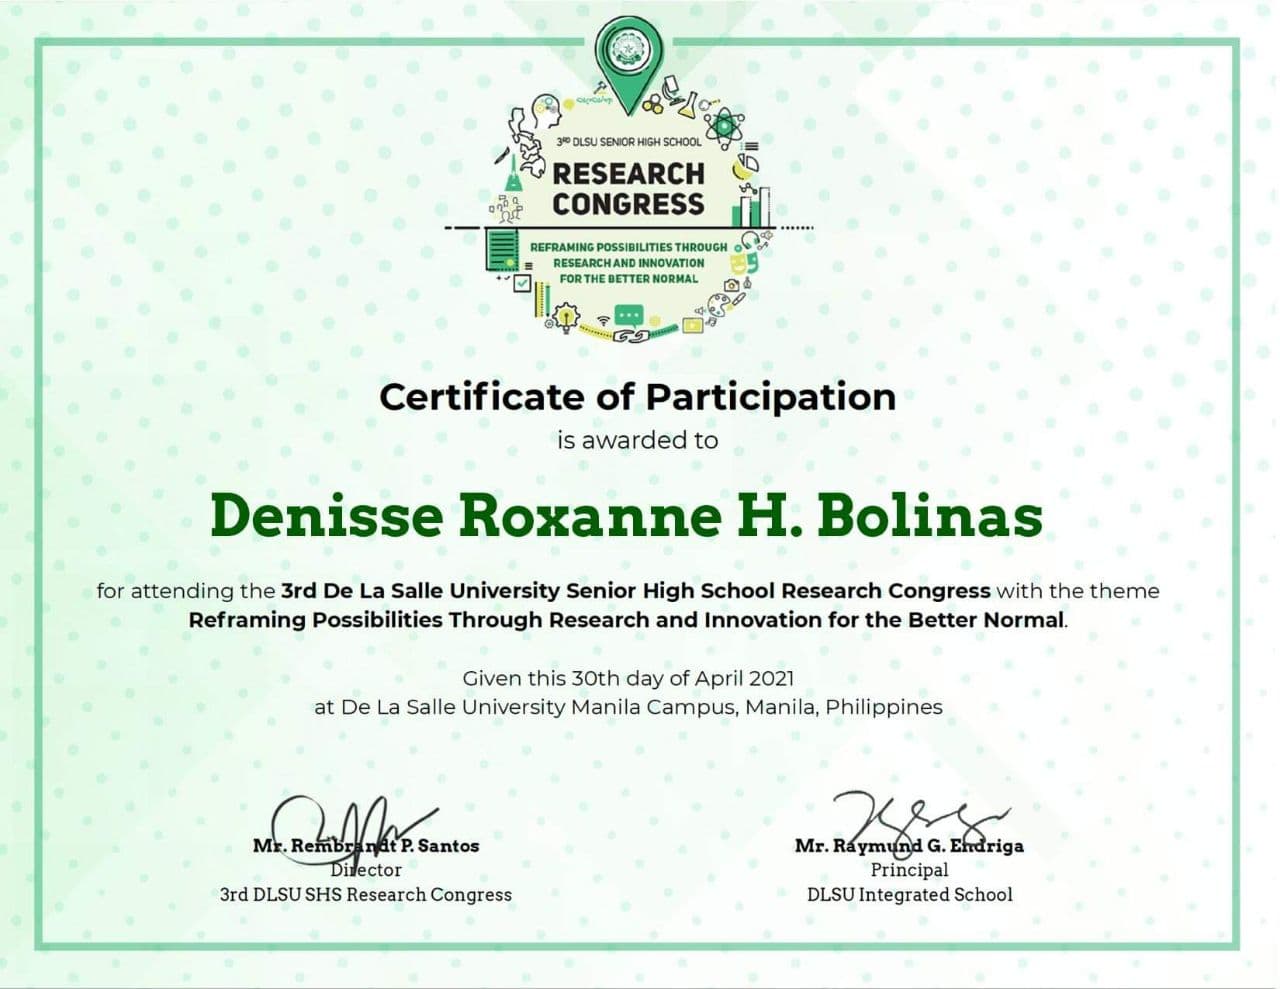 3RD DLSU SENIOR HIGH SCHOOL
RESEARCH
CONGRESS
REFRAMING POSSIBILITIES THROUGH
RESEARCH AND INNOVATION
FOR THE BETTER NORMAL
Certificate of Participation
is awarded to
Denisse Roxanne H. Bolinas
for attending the 3rd De La Salle University Senior High School Research Congress with the theme
Reframing Possibilities Through Research and Innovation for the Better Normal.
Given this 30th day of April 2021
at De La Salle University Manila Campus, Manila, Philippines
Mr. Rembrandt P. Santos
Director
3rd DLSU SHS Research Congress
Mr. Raymund G. Endriga
Principal
DLSU Integrated School